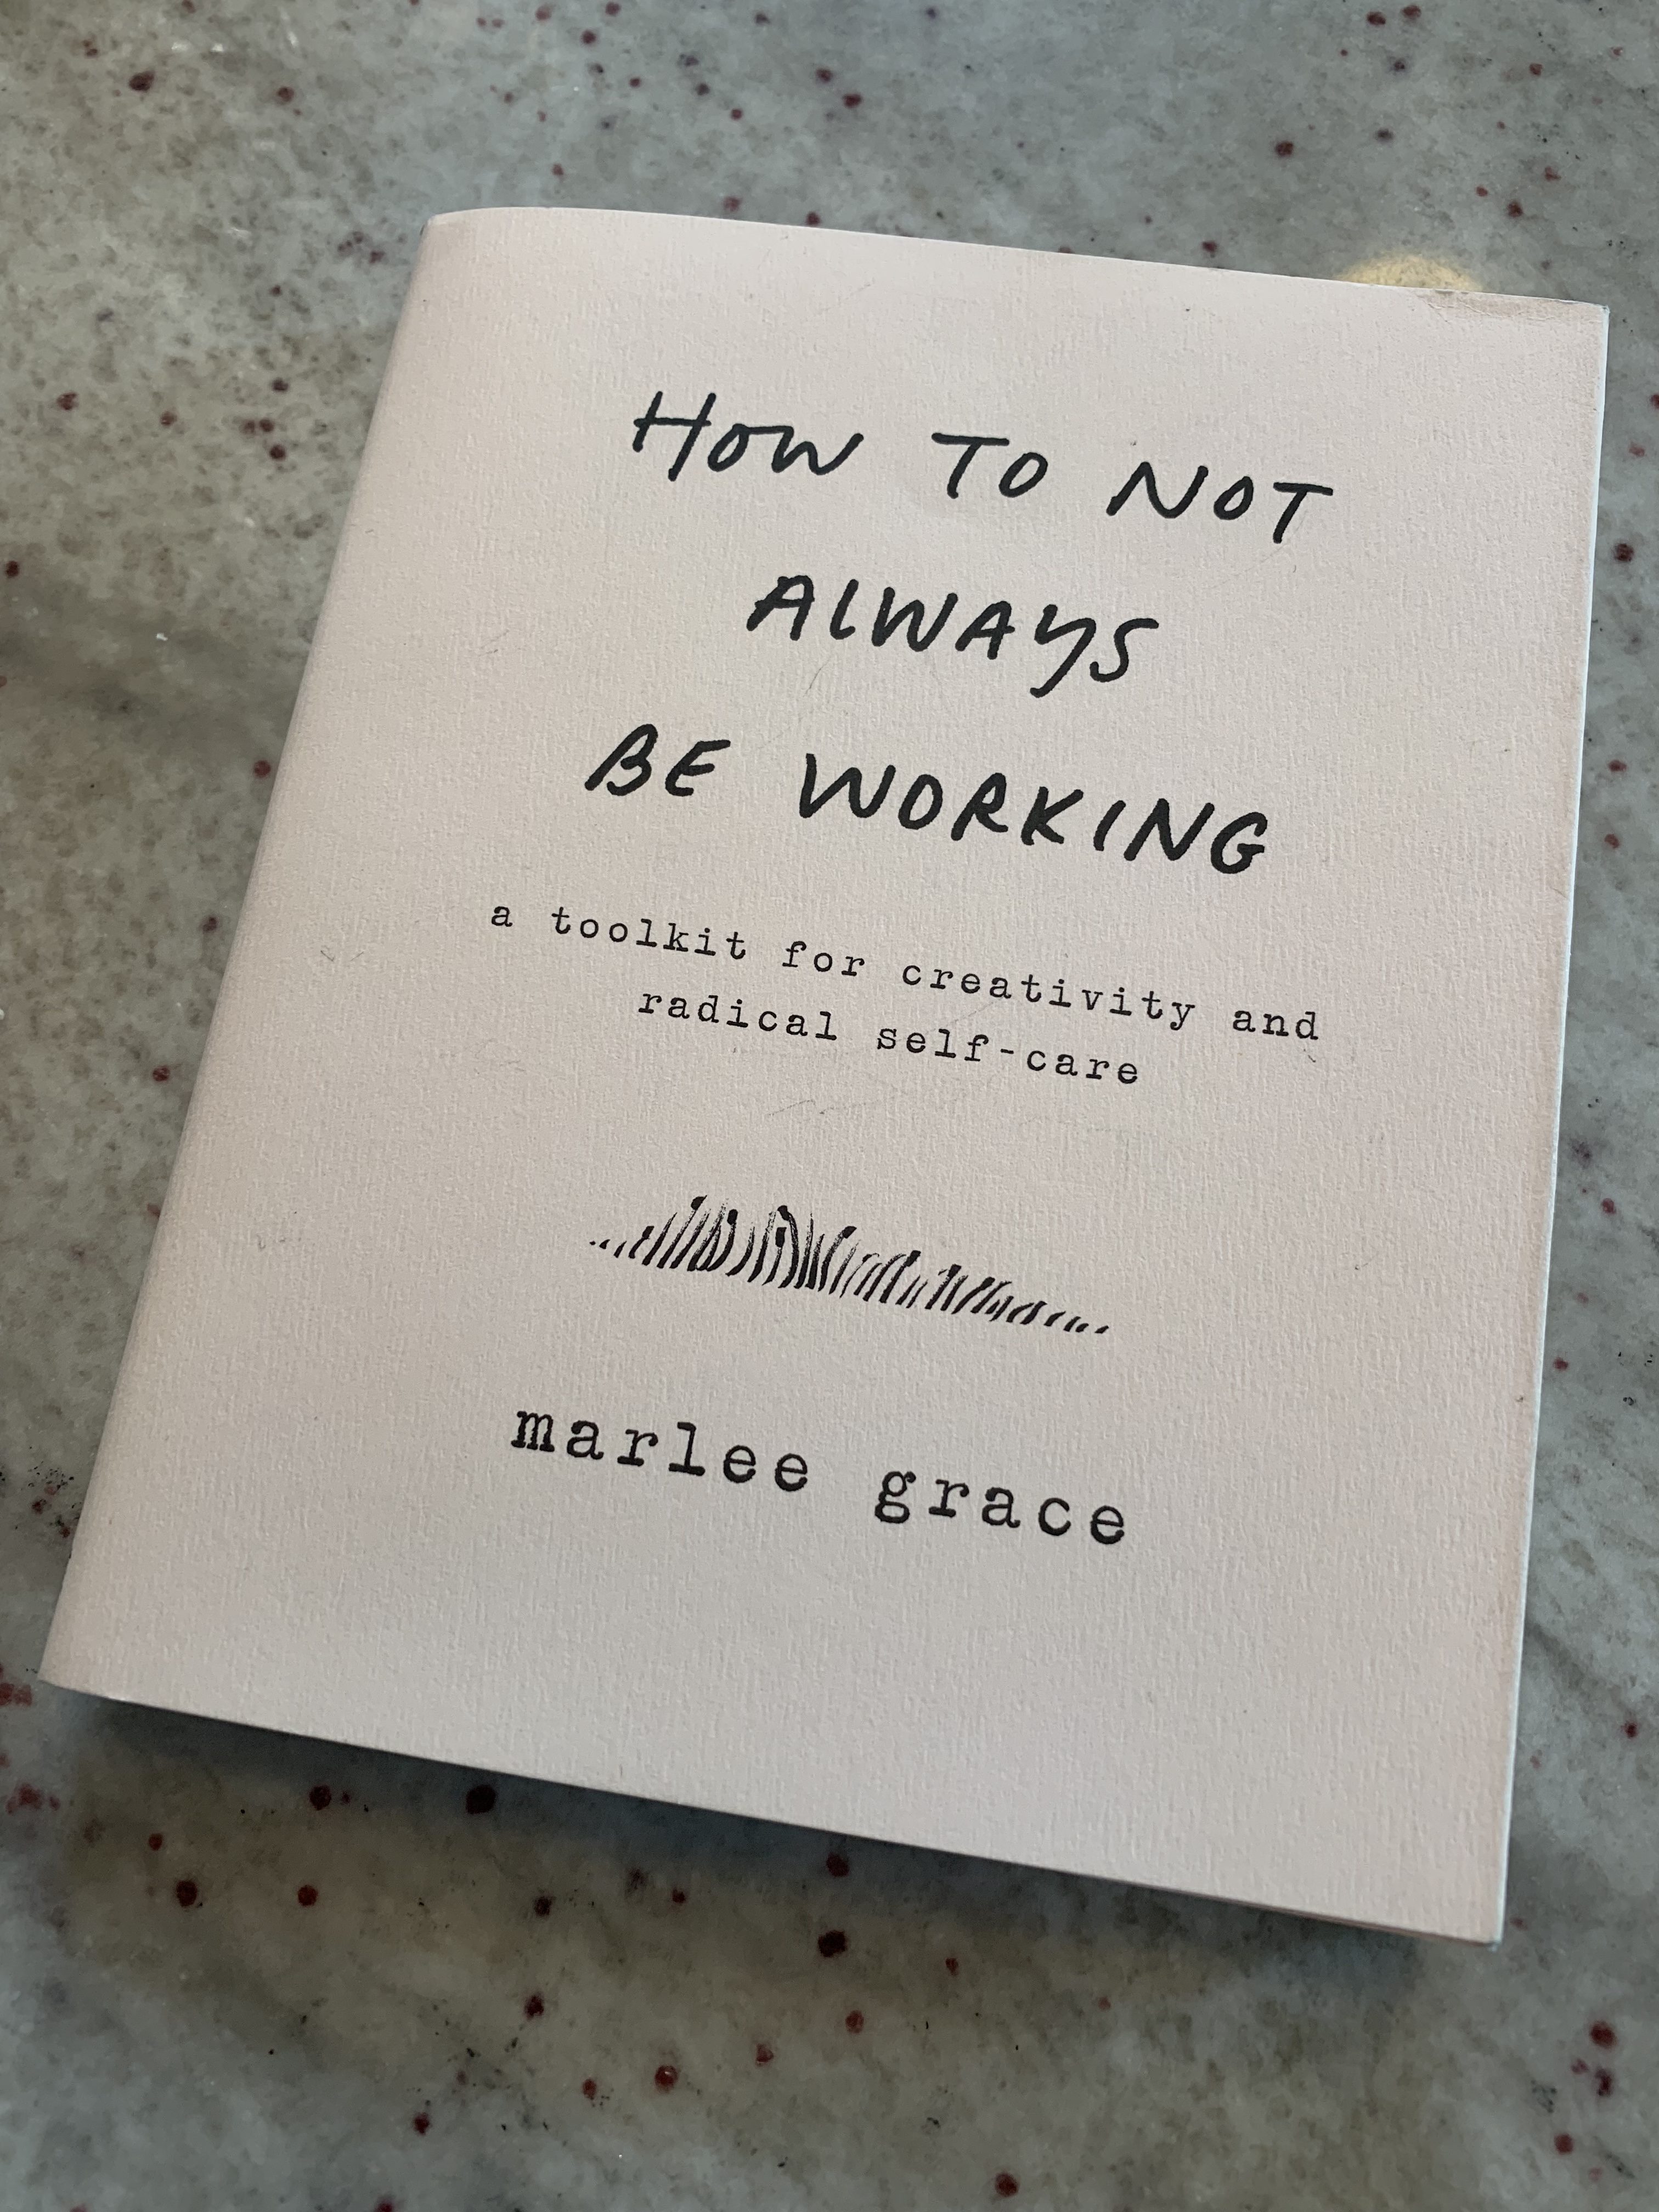 HOW TO NOT
ALWAYS
BE WORKING
a toolkit for creativity and
radical self-care
marlee grace